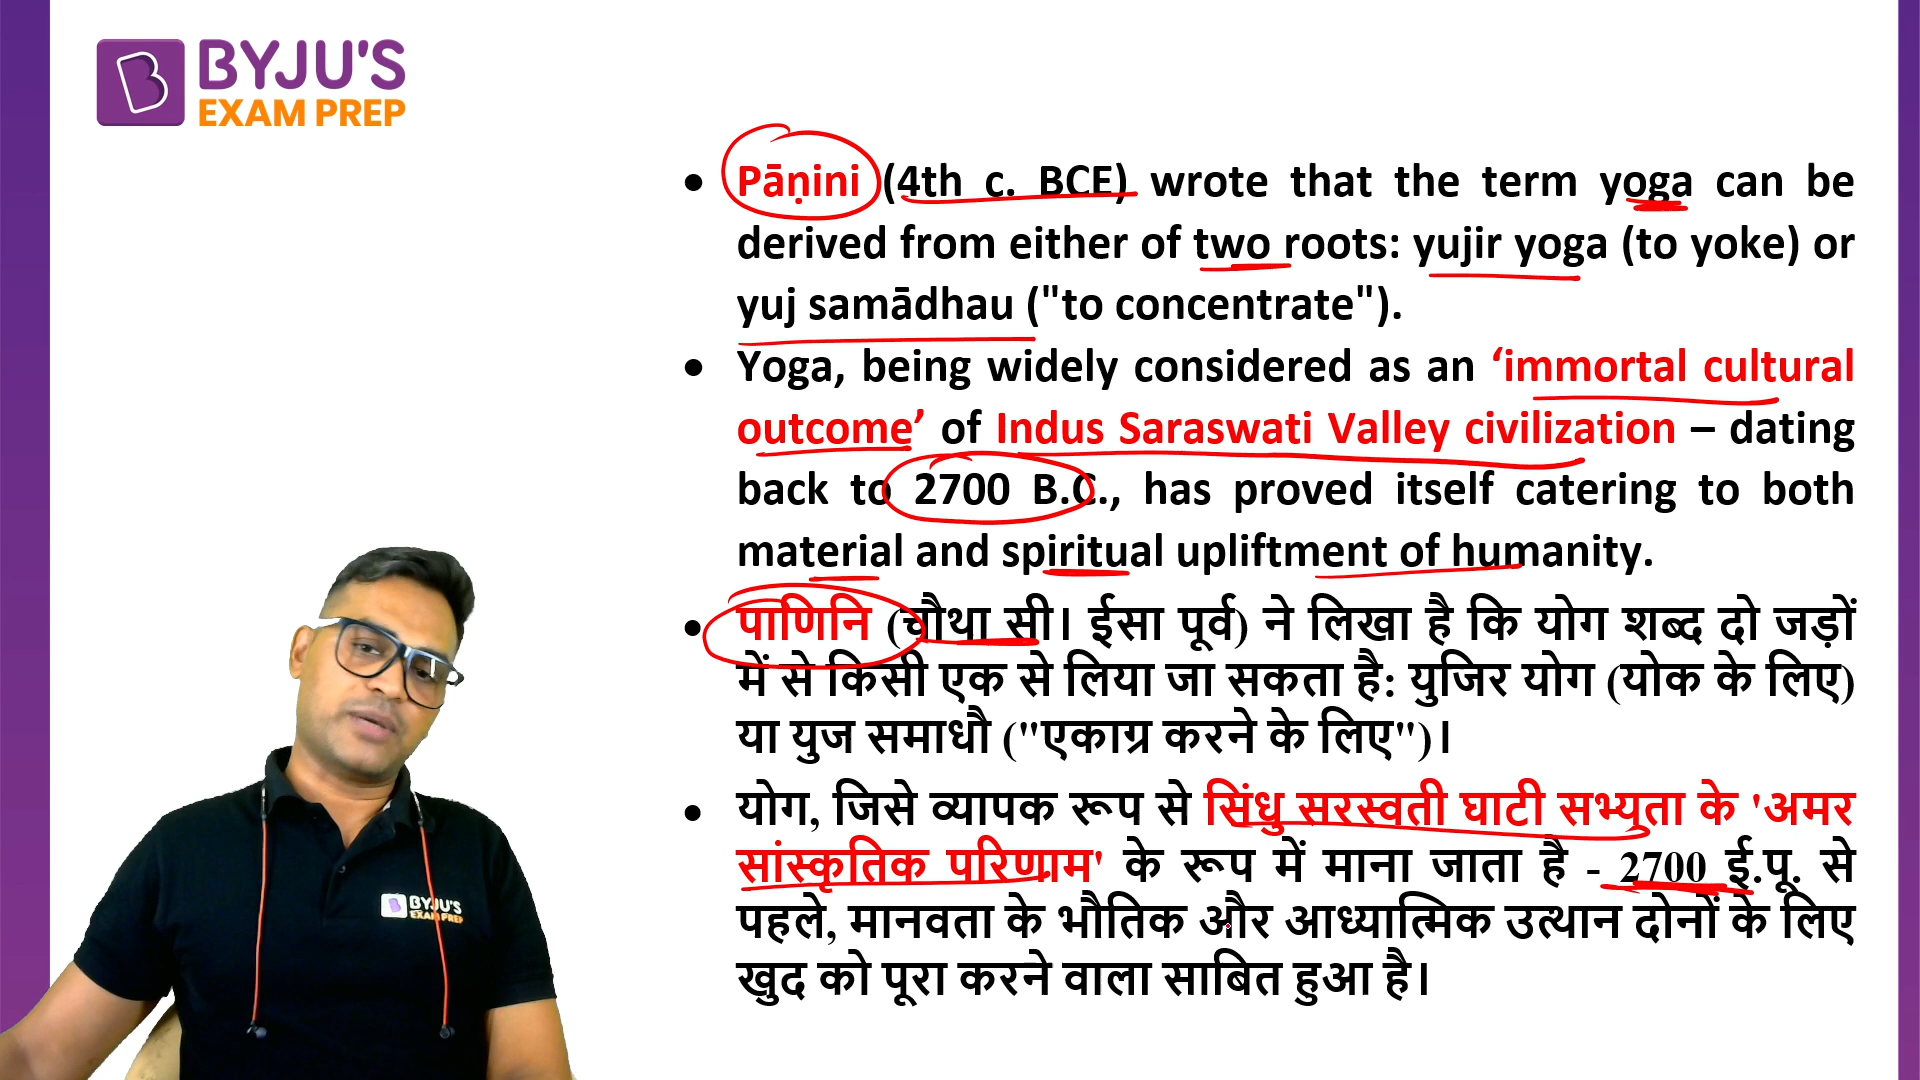 BYJU'S
EXAM PREP
• Pāṇini (4th c. BCE) wrote that the term yoga can be
derived from either of two roots: yujir yoga (to yoke) or
yuj samādhau ("to concentrate").
• Yoga, being widely considered as an ‘immortal cultural
outcome’ of Indus Saraswati Valley civilization – dating
back to 2700 B.C., has proved itself catering to both
material and spiritual upliftment of humanity.
• पाणिनि (चौथा सी। ईसा पूर्व) ने लिखा है कि योग शब्द दो जड़ों
में से किसी एक से लिया जा सकता है: युजिर योग (योक के लिए)
या युज समाधौ ("एकाग्र करने के लिए")।
• योग, जिसे व्यापक रूप से सिंधु सरस्वती घाटी सभ्यता के 'अमर
सांस्कृतिक परिणाम' के रूप में माना जाता है - 2700 ई.पू. से
पहले, मानवता के भौतिक और आध्यात्मिक उत्थान दोनों के लिए
खुद को पूरा करने वाला साबित हुआ है।
BYJU'S
EXAM PREP